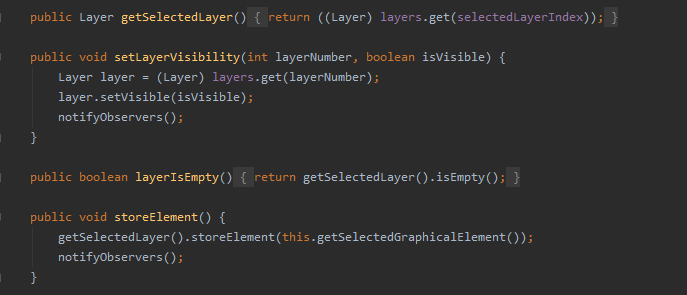 public Layer getSelectedLayer() { return ((Layer) layers.get(selectedLayerIndex)); }
public void setLayerVisibility(int layerNumber, boolean isVisible) {
Layer layer = (Layer) layers.get(layerNumber);
layer.setVisible(isVisible);
notifyObservers();
}
public boolean layerIsEmpty() { return getSelectedLayer().isEmpty(); }
public void storeElement() {
getSelectedLayer().storeElement(this.getSelectedGraphicalElement());
notifyObservers();
}